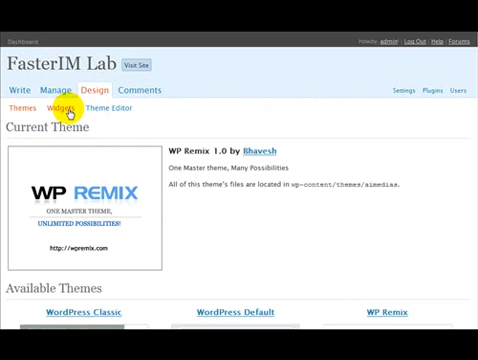 Dashboard
Howdy, admin! | Log Out | Help | Forums
FasterIM Lab Visit Site
Write Manage Design Comments Settings Plugins Users
Themes Widgets Theme Editor
Current Theme
WP REMIX
ONE MASTER THEME,
UNLIMITED POSSIBILITIES!
http://wpremix.com
WP Remix 1.0 by Bhavesh
One Master theme, Many Possibilities
All of this theme's files are located in wp-content/themes/aimedias.
Available Themes
WordPress Classic WordPress Default WP Remix